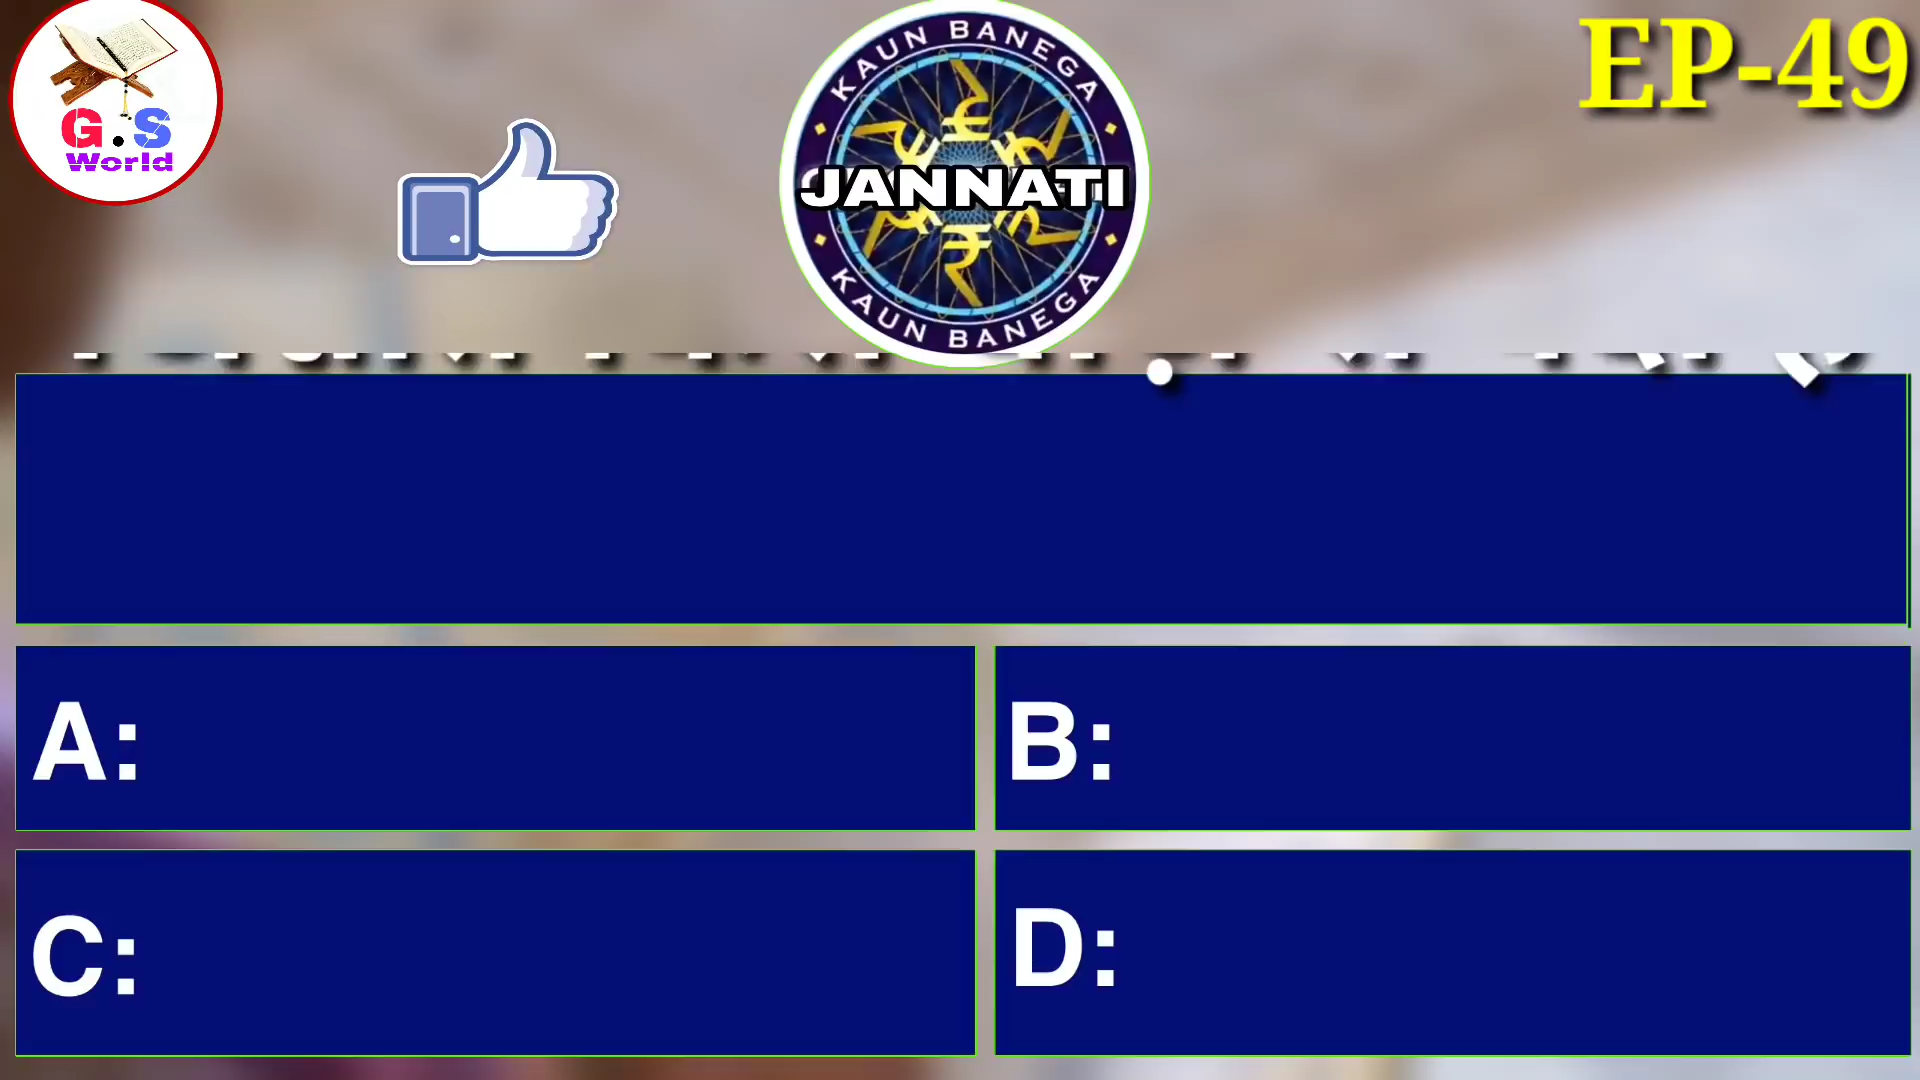 G.S
World
KAUN BANEGA
JANNATI
KAUN BANEGA
EP-49
A:
B:
C:
D: